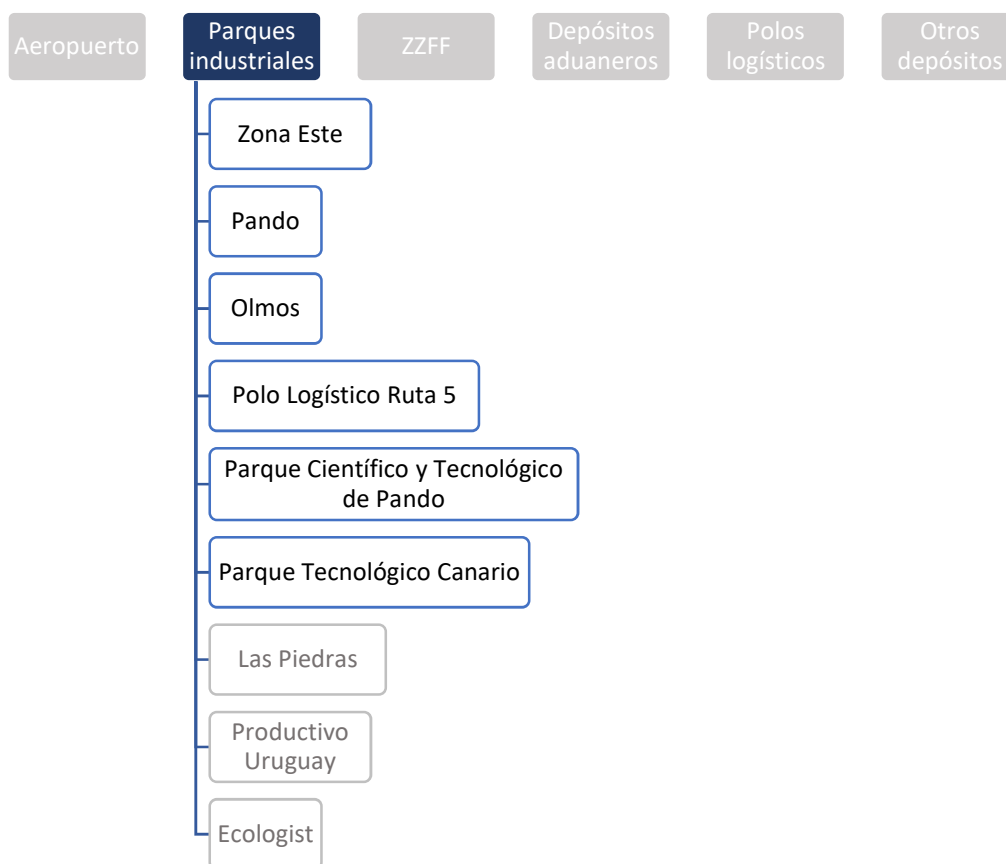 Aeropuerto
Parques
industriales
ZZFF
Depósitos
aduaneros
Polos
logísticos
Otros
depósitos
Zona Este
Pando
Olmos
Polo Logístico Ruta 5
Parque Científico y Tecnológico
de Pando
Parque Tecnológico Canario
Las Piedras
Productivo
Uruguay
Ecologist